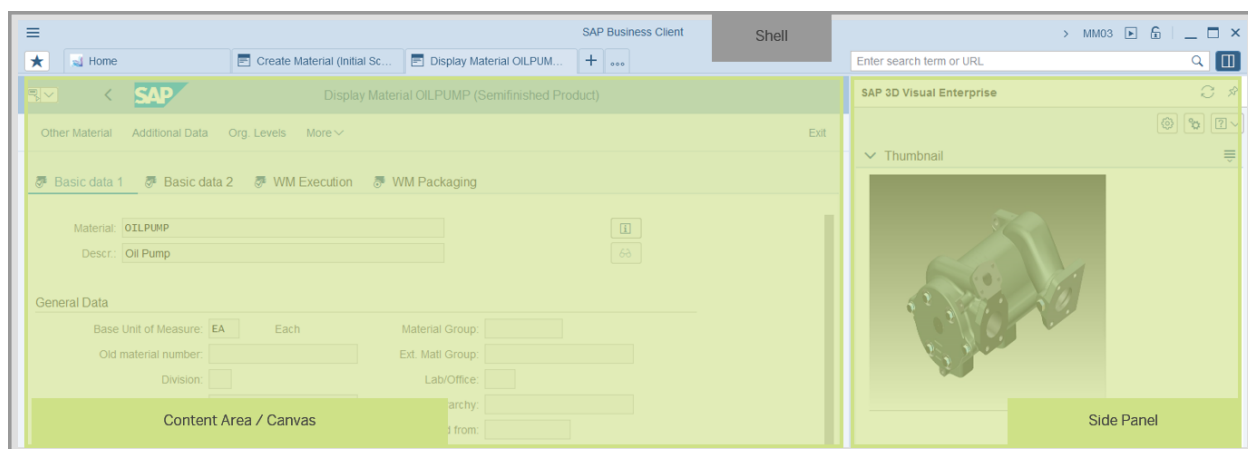 SAP Business Client
Shell
MM03
Home
Create Material (Initial Sc...
Display Material OILPUM...
Enter search term or URL
SAP
Display Material OILPUMP (Semifinished Product)
SAP 3D Visual Enterprise
Other Material Additional Data Org. Levels More Exit
Thumbnail
Basic data 1 Basic data 2 WM Execution WM Packaging
Material: OILPUMP
Descr.: Oil Pump
General Data
Base Unit of Measure: EA Each Material Group:
Old material number: Ext. Matl Group:
Division: Lab/Office:
Content Area / Canvas
Side Panel